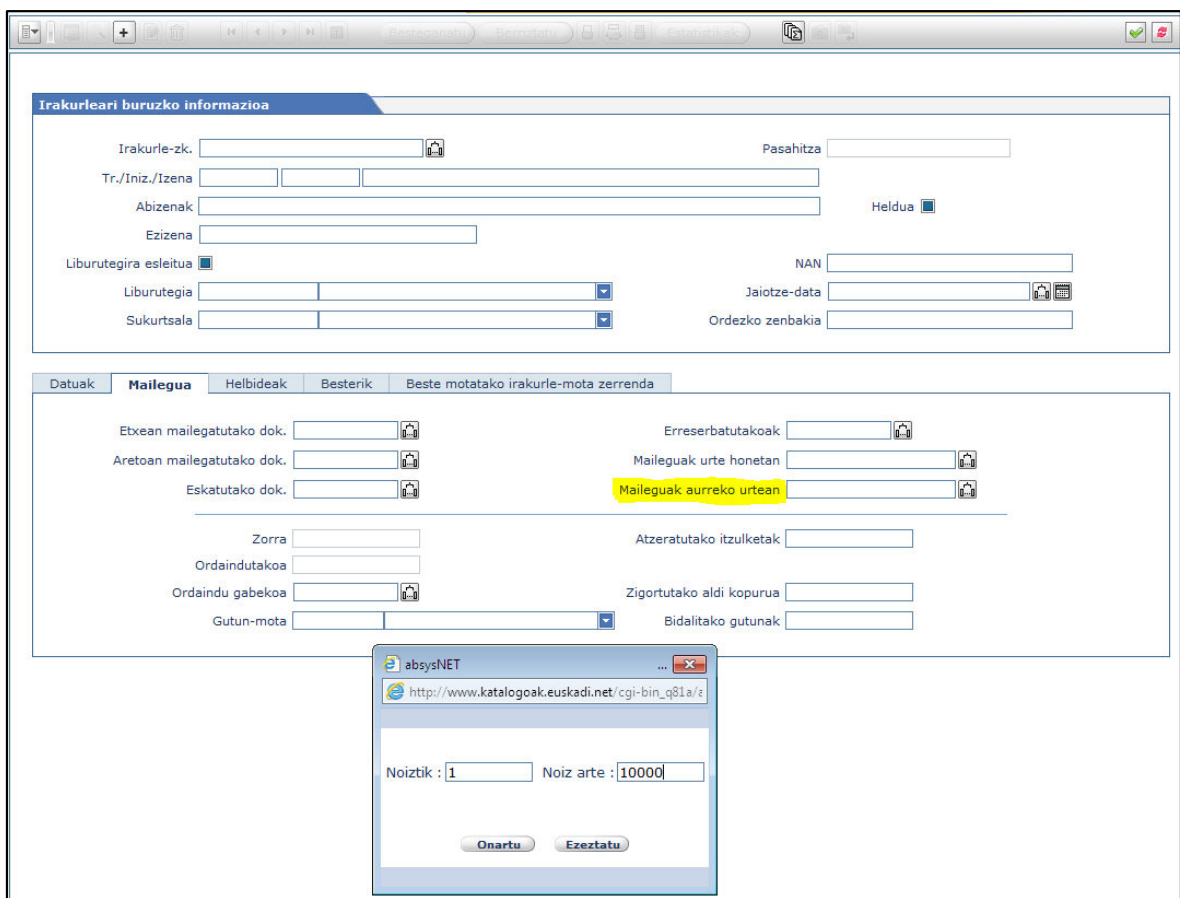 Besterik batu Berriztatu Estatistikak
Irakurleari buruzko informazioa
Irakurle-zk. Pasahitza
Tr./Iniz./Izena
Abizenak Heldua
Ezizena
Liburutegira esleitua NAN
Liburutegia Jaiotze-data
Sukurtsala Ordezko zenbakia
Datuak Mailegua Helbideak Besterik Beste motatako irakurle-mota zerrenda
Etxean mailegatutako dok. Erreserbatutakoak
Aretoan mailegatutako dok. Maileguak urte honetan
Eskatutako dok. Maileguak aurreko urtean
Zorra Atzeratutako itzulketak
Ordaindutakoa
Ordaindu gabekoa Zigortutako aldi kopurua
Gutun-mota Bidalitako gutunak
absysNET ...
http://www.katalogoak.euskadi.net/cgi-bin_q81a/a
Noiztik : 1 Noiz arte : 10000
Onartu Ezeztatu